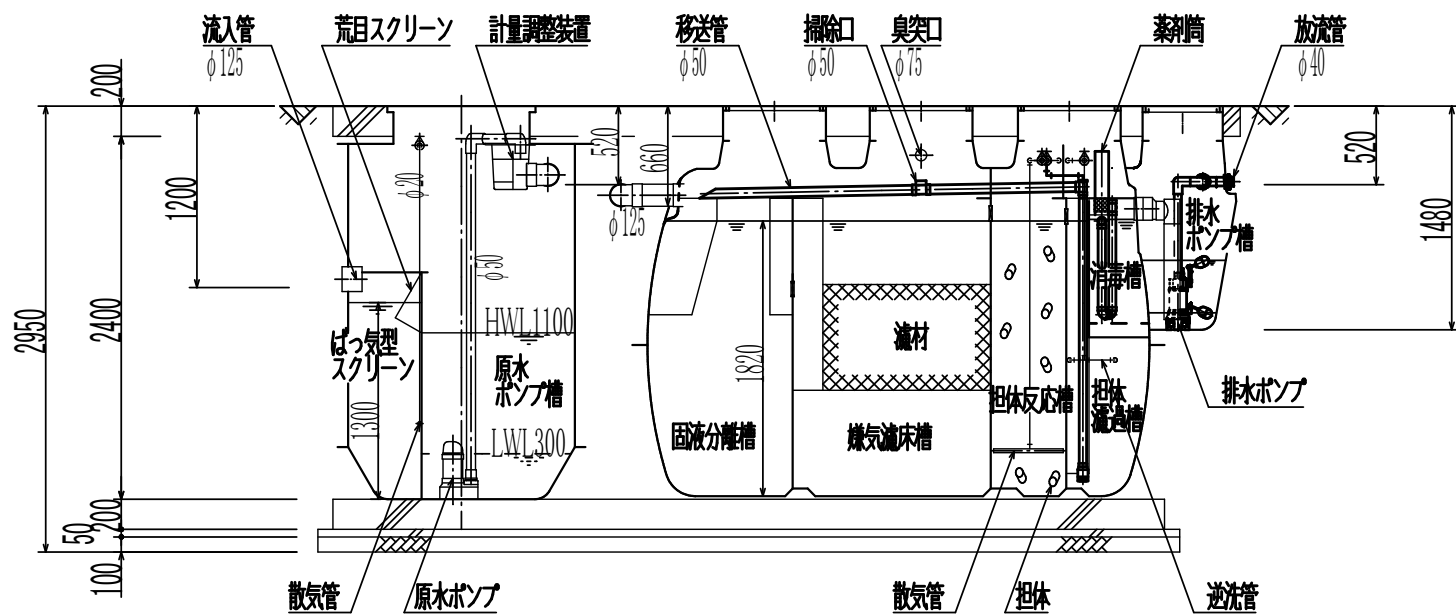 流入管
φ125
荒目スクリーン
計量調整装置
移送管
φ50
掃除口
φ50
臭突口
φ75
薬剤筒
放流管
φ40
200
2950
2400
1200
φ20
φ50
520
660
φ125
520
1480
排水
ポンプ槽
消毒槽
HWL1100
ばっ気型
スクリーン
原水
ポンプ槽
1300
LWL300
1820
濾材
固液分離槽
嫌気濾床槽
担体反応槽
担体
濾過槽
排水ポンプ
200
50
100
散気管
原水ポンプ
散気管
担体
逆洗管